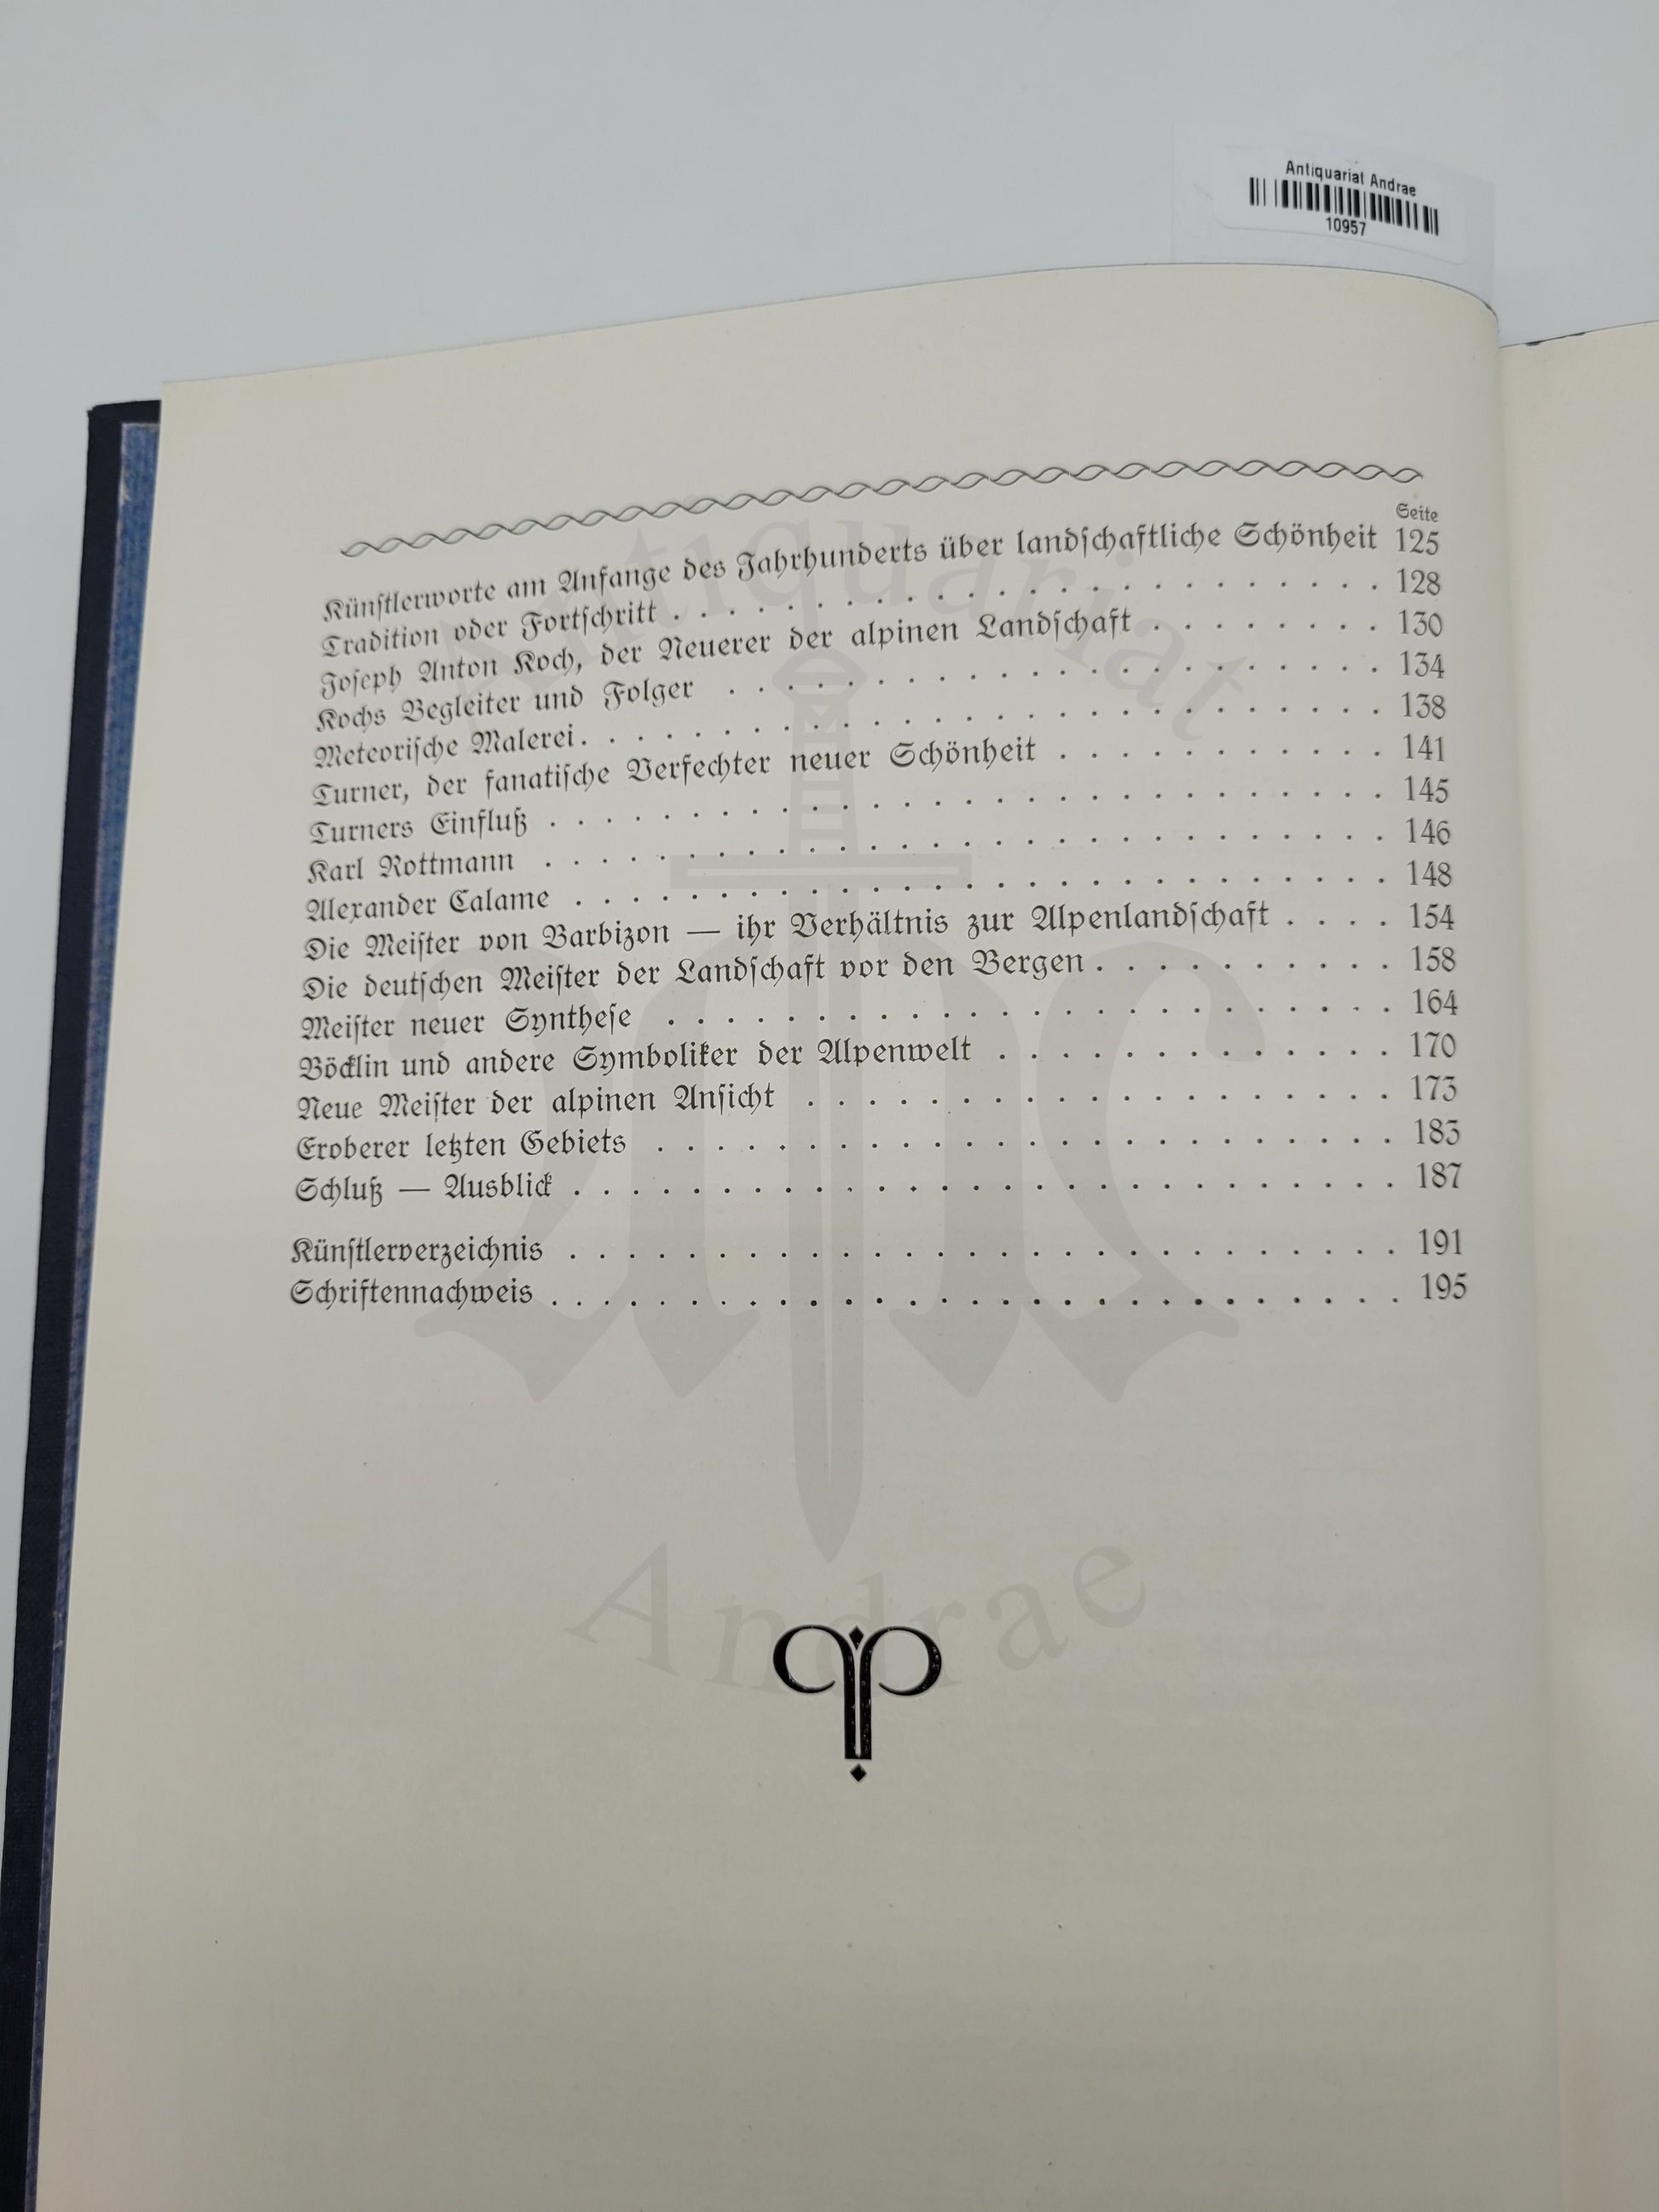 Antiquariat Andrae
10957
Seite
Künstlerworte am Anfange des Jahrhunderts über landschaftliche Schönheit 125
Tradition oder Fortschritt . . . . . . . . . . . . . . . . . . . . . . . . 128
Joseph Anton Koch, der Neuerer der alpinen Landschaft . . . . . . . . 130
Kochs Begleiter und Folger . . . . . . . . . . . . . . . . . . . . . . . 134
Meteorische Malerei . . . . . . . . . . . . . . . . . . . . . . . . . . . 138
Turner, der fanatische Verfechter neuer Schönheit . . . . . . . . . . . 141
Turners Einfluß . . . . . . . . . . . . . . . . . . . . . . . . . . . . 145
Karl Rottmann . . . . . . . . . . . . . . . . . . . . . . . . . . . . 146
Alexander Calame . . . . . . . . . . . . . . . . . . . . . . . . . . . 148
Die Meister von Barbizon — ihr Verhältnis zur Alpenlandschaft . . . . 154
Die deutschen Meister der Landschaft vor den Bergen . . . . . . . . . . 158
Meister neuer Synthese . . . . . . . . . . . . . . . . . . . . . . . . 164
Böcklin und andere Symboliker der Alpenwelt . . . . . . . . . . . . . 170
Neue Meister der alpinen Ansicht . . . . . . . . . . . . . . . . . . . 173
Eroberer letzten Gebiets . . . . . . . . . . . . . . . . . . . . . . . . 183
Schluß — Ausblick . . . . . . . . . . . . . . . . . . . . . . . . . . . 187
Künstlerverzeichnis . . . . . . . . . . . . . . . . . . . . . . . . . . . 191
Schriftennachweis . . . . . . . . . . . . . . . . . . . . . . . . . . . 195
Antiquariat
Andrae